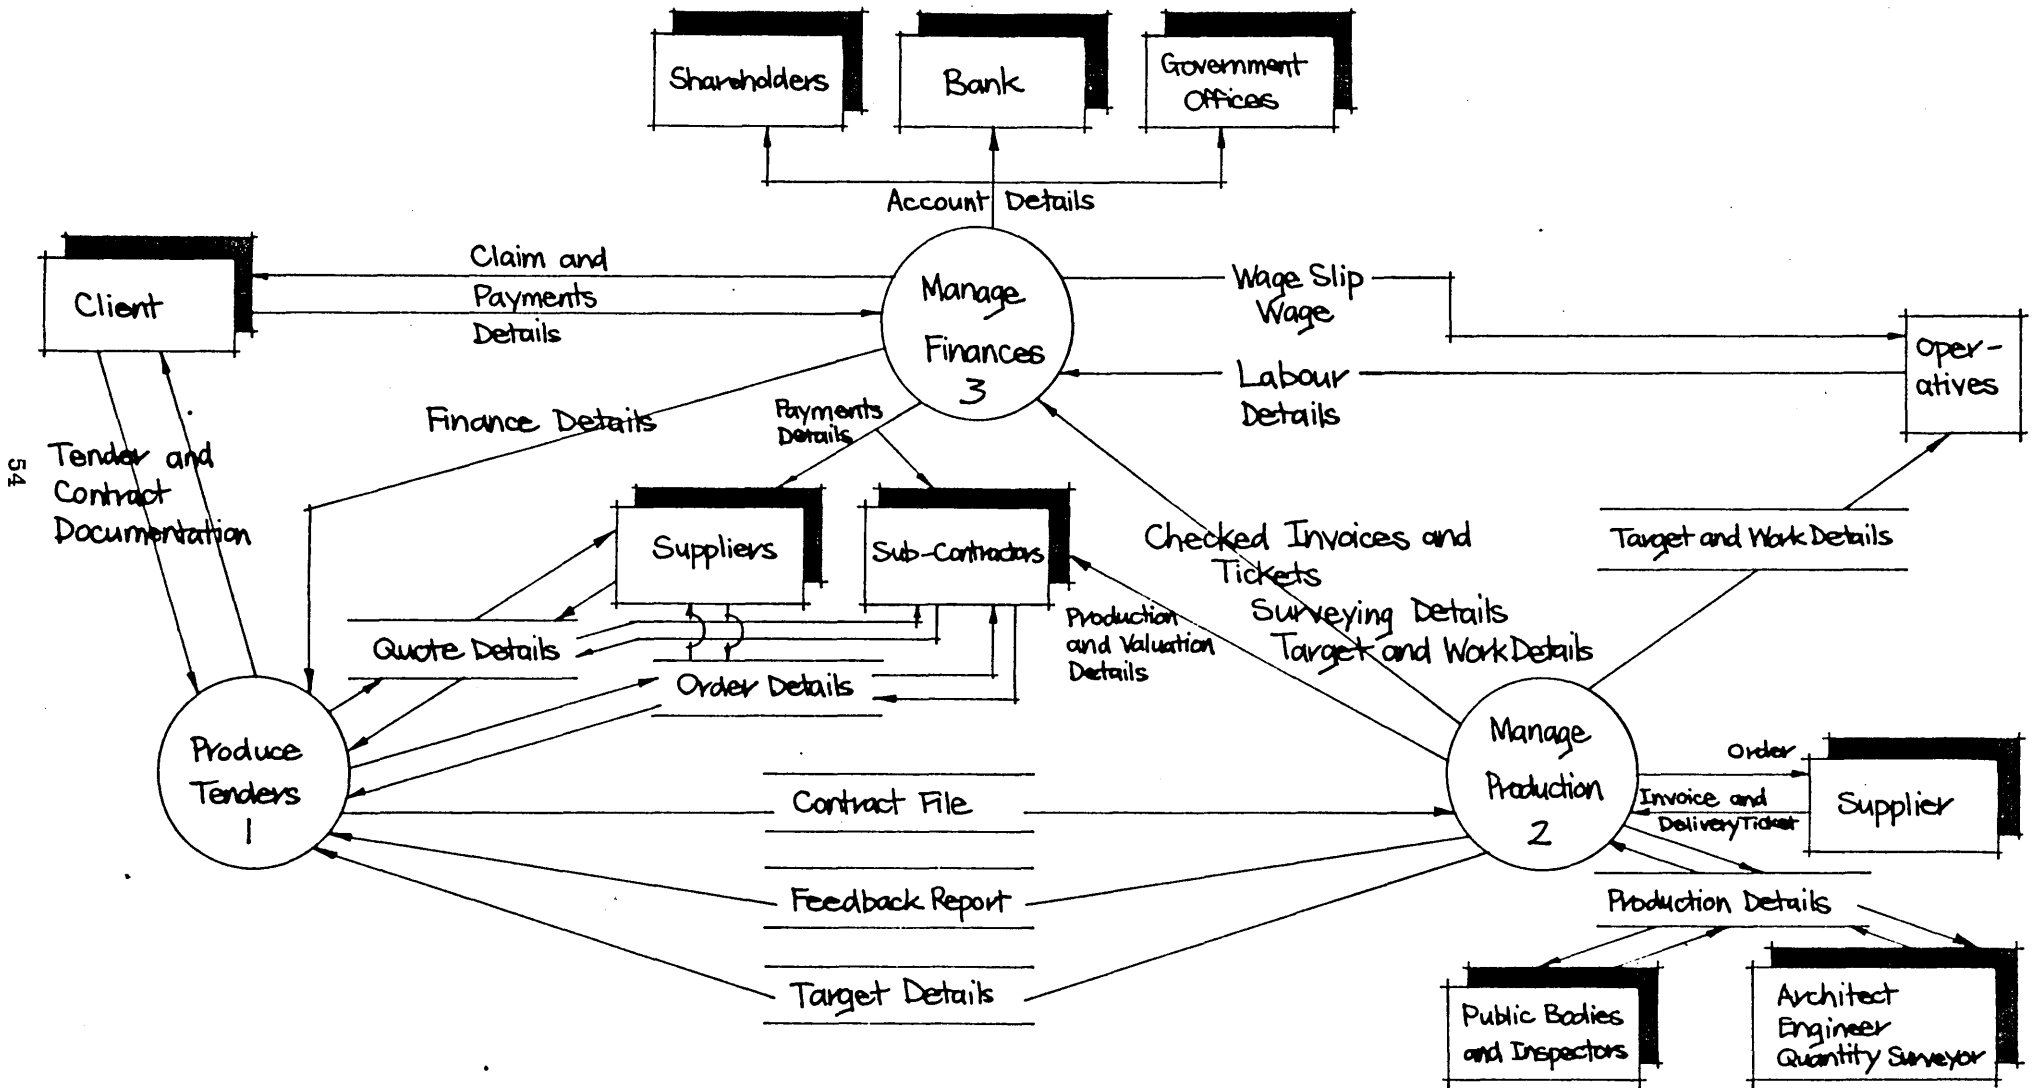 Shareholders
Bank
Government
Offices
Account Details
Client
Claim and
Payments
Details
Manage
Finances
3
Wage Slip
Wage
Labour
Details
Oper-
atives
Finance Details
Payments
Details
54
Tender and
Contract
Documentation
Suppliers
Sub-Contractors
Checked Invoices and
Tickets
Surveying Details
Target and Work Details
Target and Work Details
Production
and Valuation
Details
Quote Details
Order Details
Produce
Tenders
1
Manage
Production
2
Order
Invoice and
Delivery Ticket
Supplier
Contract File
Feedback Report
Target Details
Production Details
Public Bodies
and Inspectors
Architect
Engineer
Quantity Surveyor